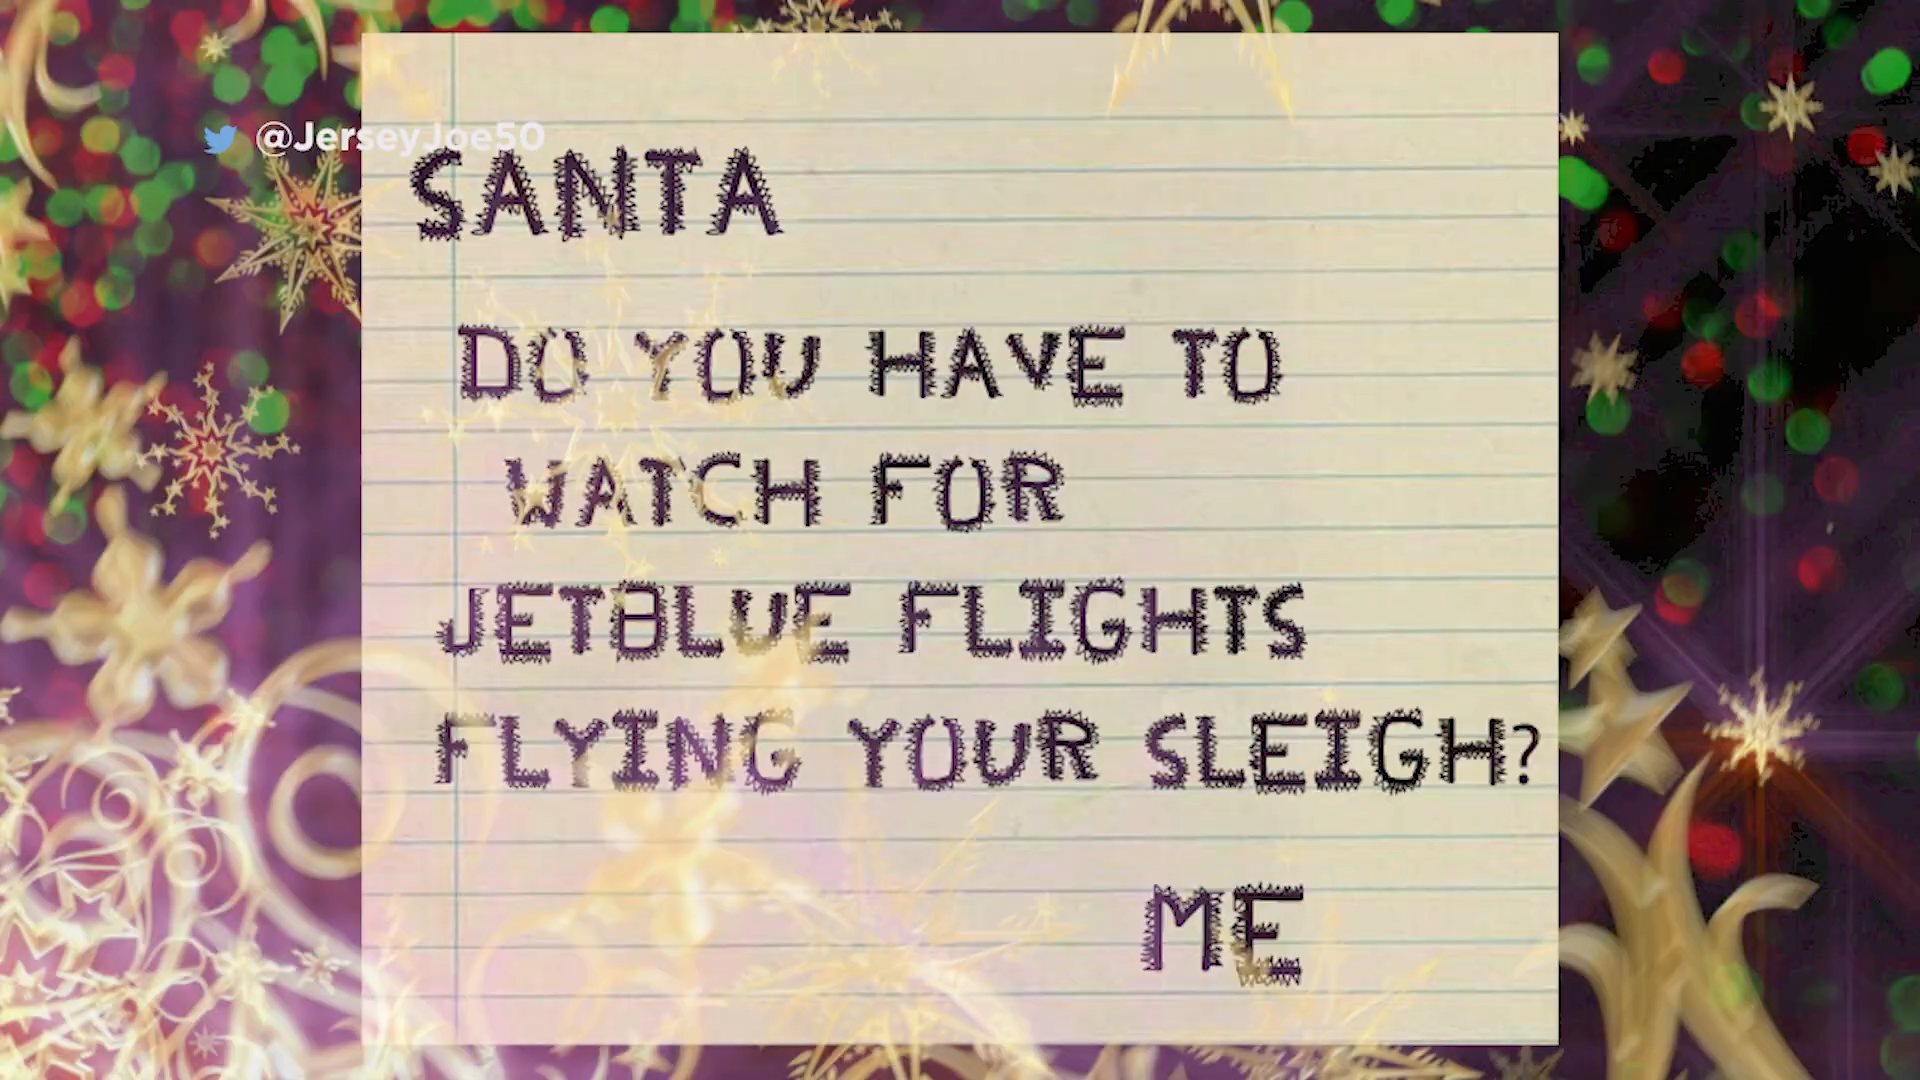 @JerseyJoe50
SANTA
DO YOU HAVE TO
WATCH FOR
JETBLUE FLIGHTS
FLYING YOUR SLEIGH?
ME